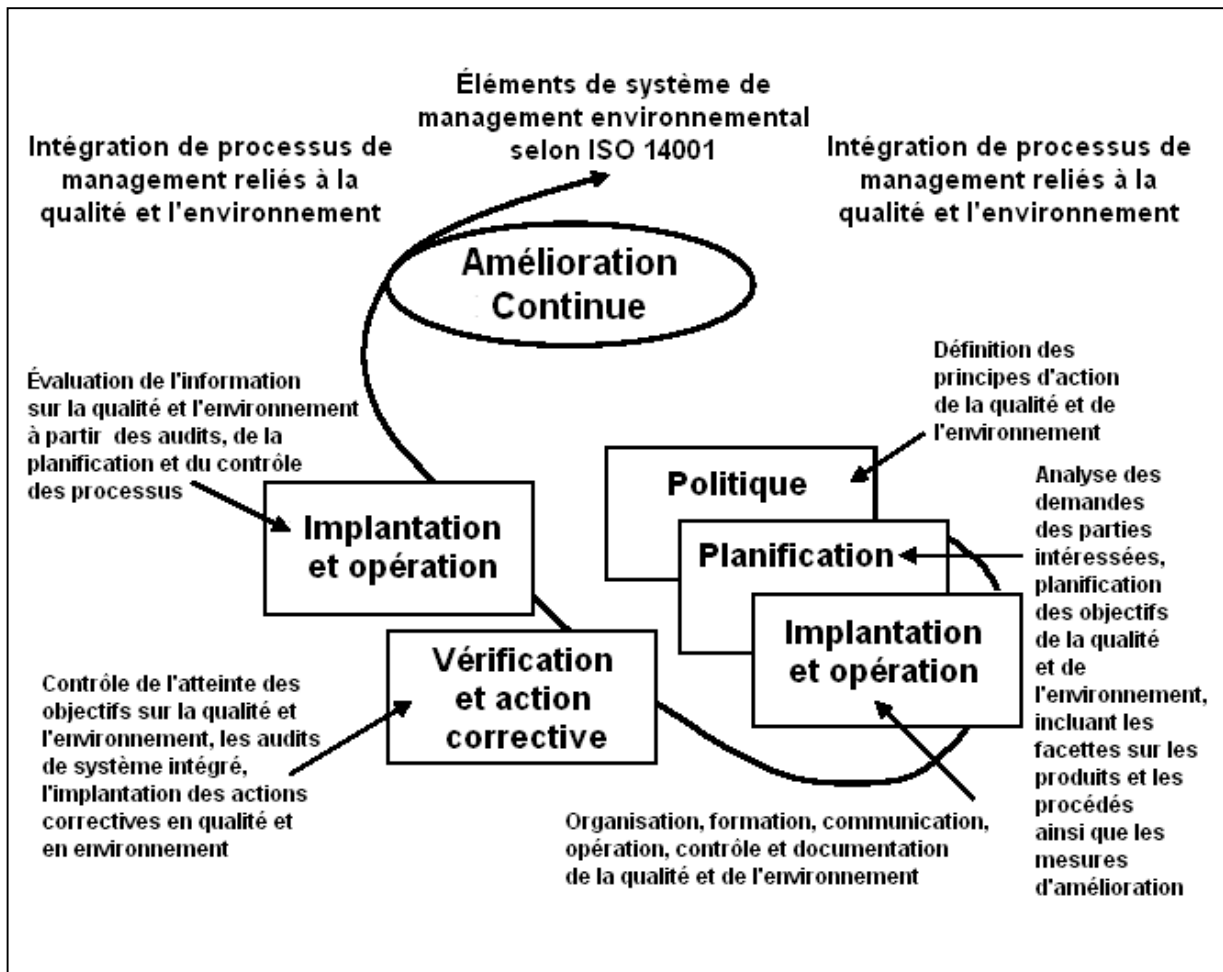 Éléments de système de
management environnemental
selon ISO 14001
Intégration de processus de
management reliés à la
qualité et l'environnement
Intégration de processus de
management reliés à la
qualité et l'environnement
Amélioration
Continue
Définition des
principes d'action
de la qualité et de
l'environnement
Évaluation de l'information
sur la qualité et l'environnement
à partir des audits, de la
planification et du contrôle
des processus
Politique
Planification
Implantation
et opération
Analyse des
demandes
des parties
intéressées,
planification
des objectifs
de la qualité
et de
l'environnement,
incluant les
facettes sur les
produits et les
procédés
ainsi que les
mesures
d'amélioration
Implantation
et opération
Vérification
et action
corrective
Contrôle de l'atteinte des
objectifs sur la qualité et
l'environnement, les audits
de système intégré,
l'implantation des actions
correctives en qualité et
en environnement
Organisation, formation, communication,
opération, contrôle et documentation
de la qualité et de l'environnement